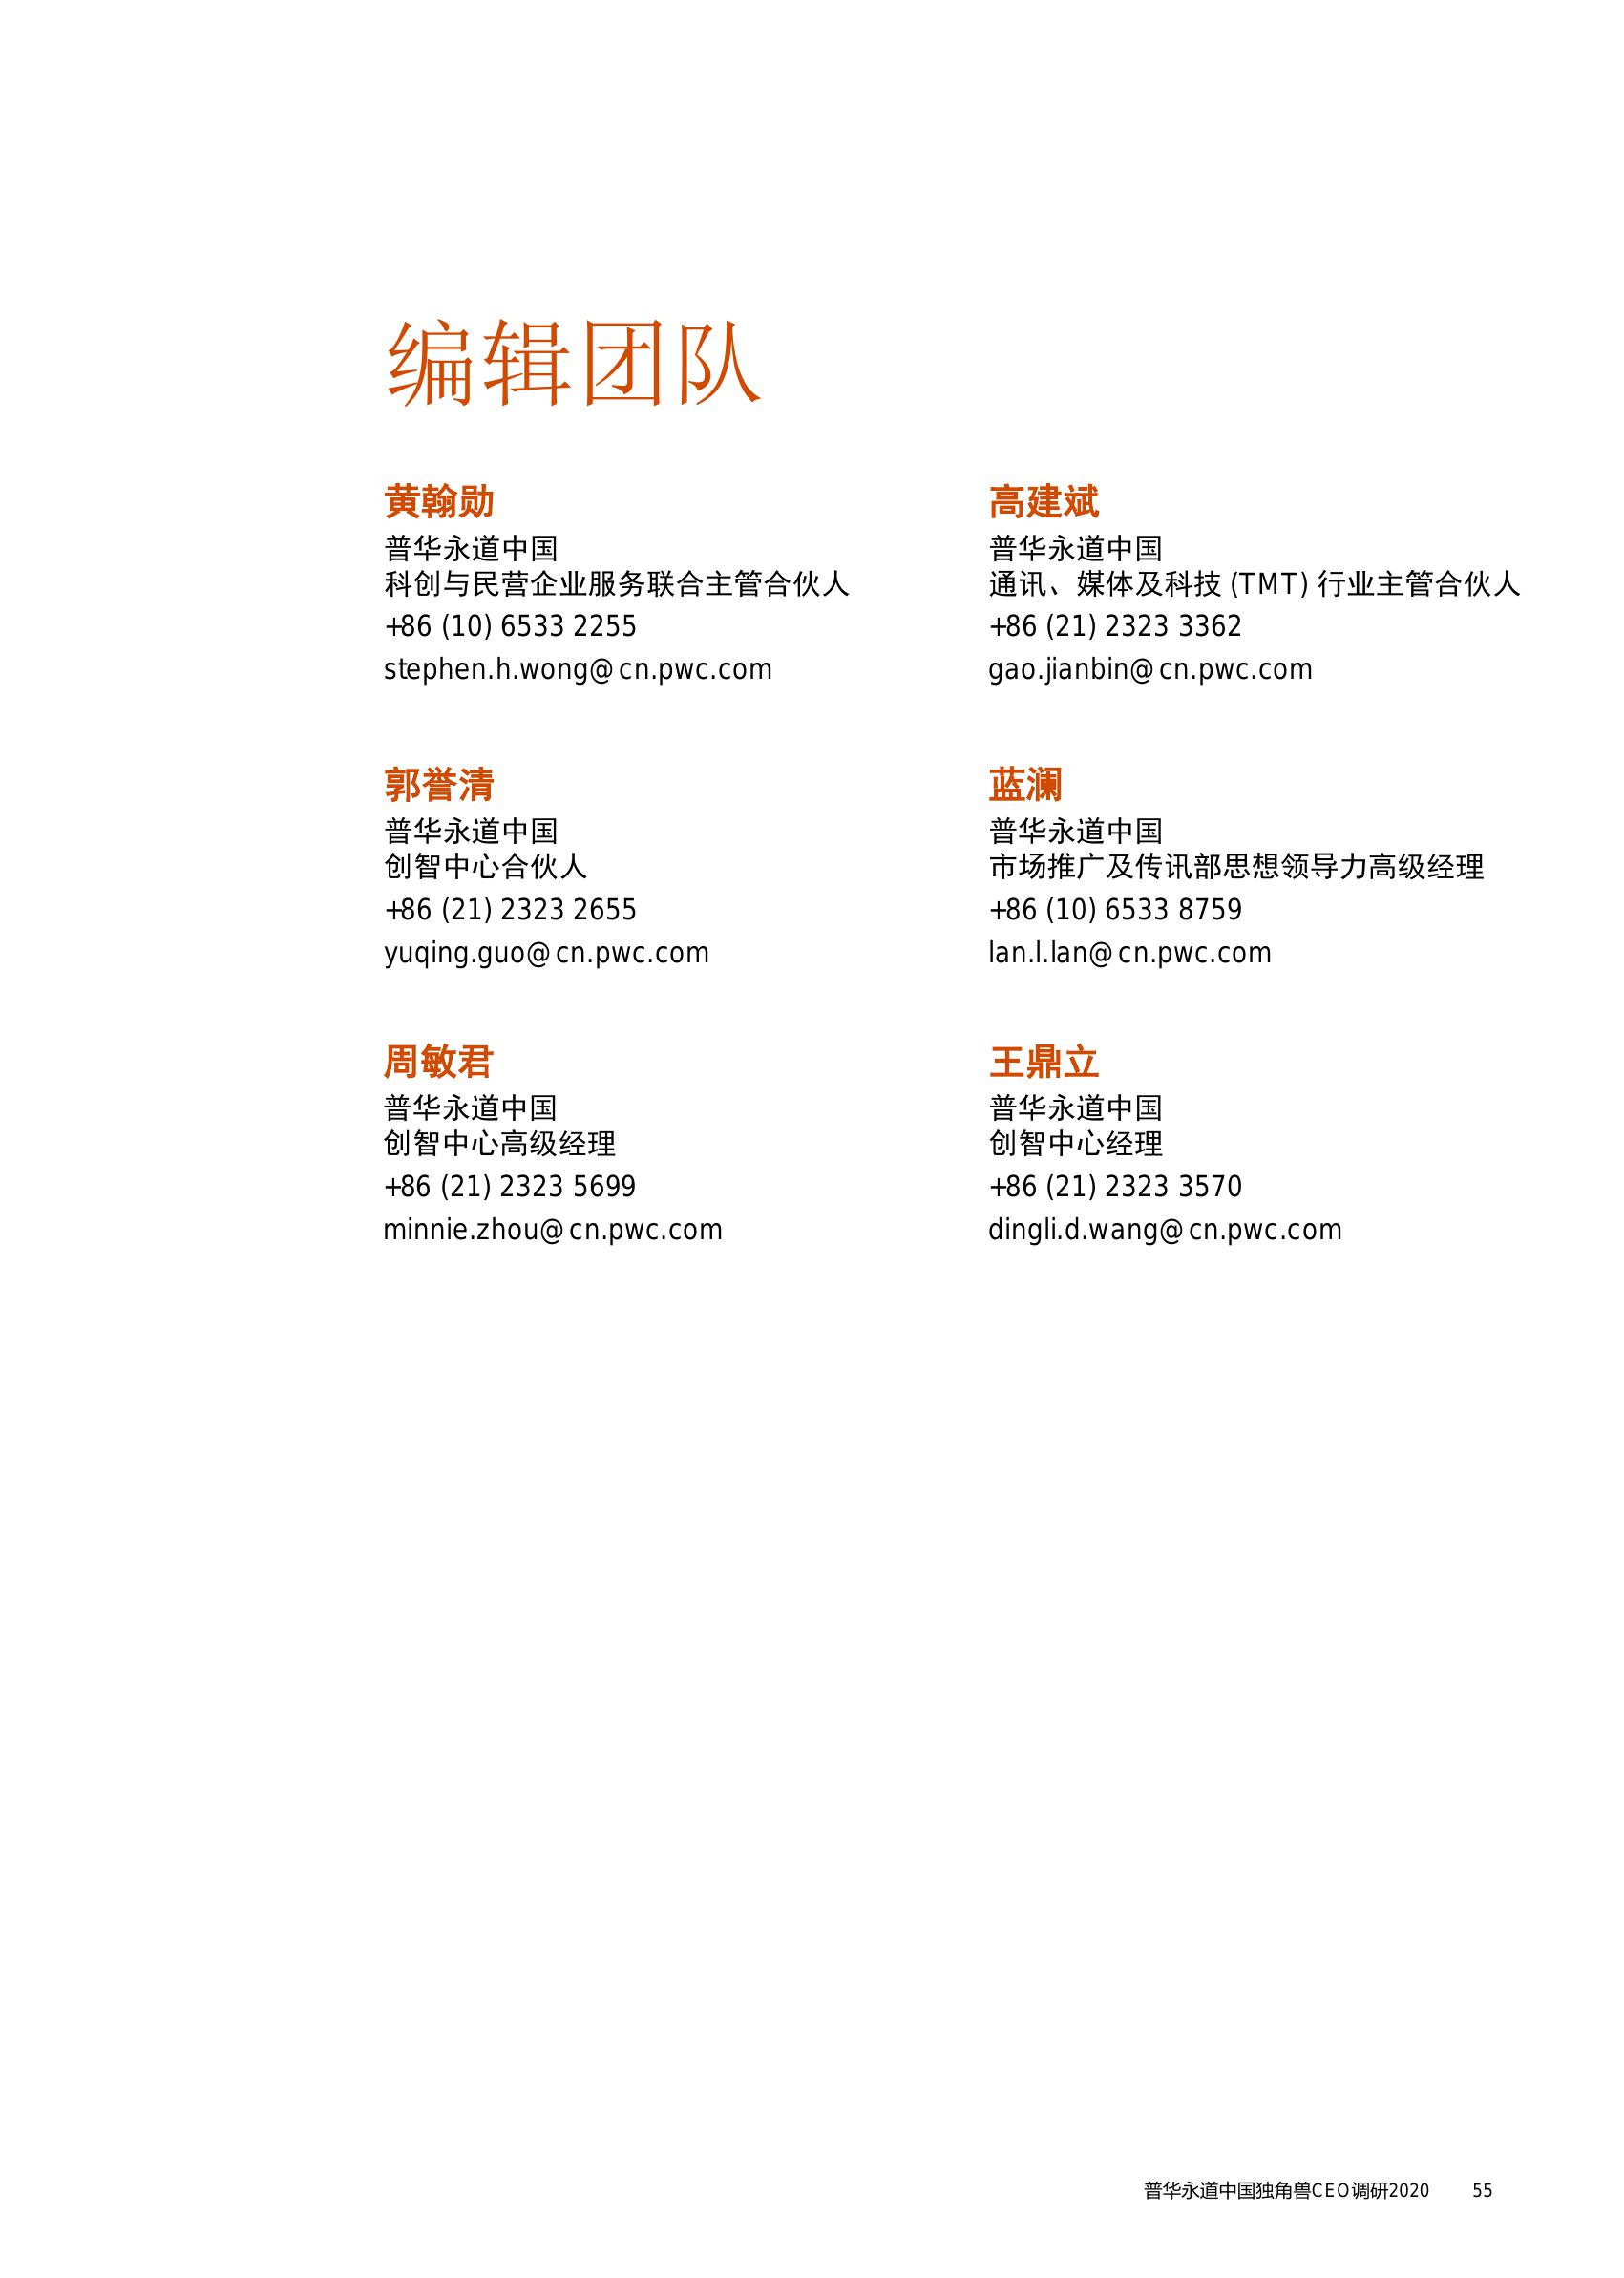 编辑团队
黄翰勋
普华永道中国
科创与民营企业服务联合主管合伙人
+86 (10) 6533 2255
stephen.h.wong@cn.pwc.com
高建斌
普华永道中国
通讯、媒体及科技 (TMT) 行业主管合伙人
+86 (21) 2323 3362
gao.jianbin@cn.pwc.com
郭誉清
普华永道中国
创智中心合伙人
+86 (21) 2323 2655
yuqing.guo@cn.pwc.com
蓝澜
普华永道中国
市场推广及传讯部思想领导力高级经理
+86 (10) 6533 8759
lan.l.lan@cn.pwc.com
周敏君
普华永道中国
创智中心高级经理
+86 (21) 2323 5699
minnie.zhou@cn.pwc.com
王鼎立
普华永道中国
创智中心经理
+86 (21) 2323 3570
dingli.d.wang@cn.pwc.com
普华永道中国独角兽CEO调研2020 55